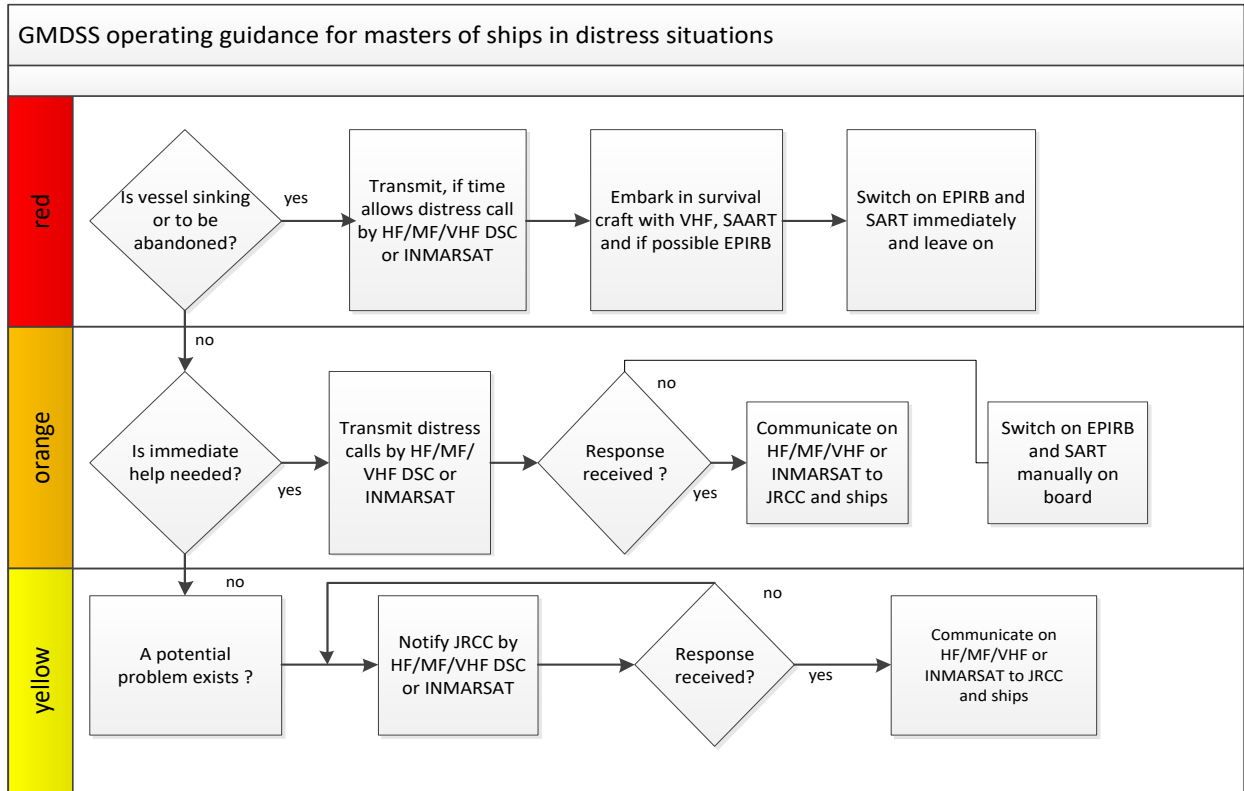 GMDSS operating guidance for masters of ships in distress situations
red
Is vessel sinking
or to be
abandoned?
yes
Transmit, if time
allows distress call
by HF/MF/VHF DSC
or INMARSAT
Embark in survival
craft with VHF, SAART
and if possible EPIRB
Switch on EPIRB and
SART immediately
and leave on
no
orange
Is immediate
help needed?
yes
Transmit distress
calls by HF/MF/
VHF DSC or
INMARSAT
Response
received ?
no
yes
Communicate on
HF/MF/VHF or
INMARSAT to
JRCC and ships
Switch on EPIRB
and SART
manually on
board
no
yellow
A potential
problem exists ?
Notify JRCC by
HF/MF/VHF DSC
or INMARSAT
Response
received?
no
yes
Communicate on
HF/MF/VHF or
INMARSAT to JRCC
and ships